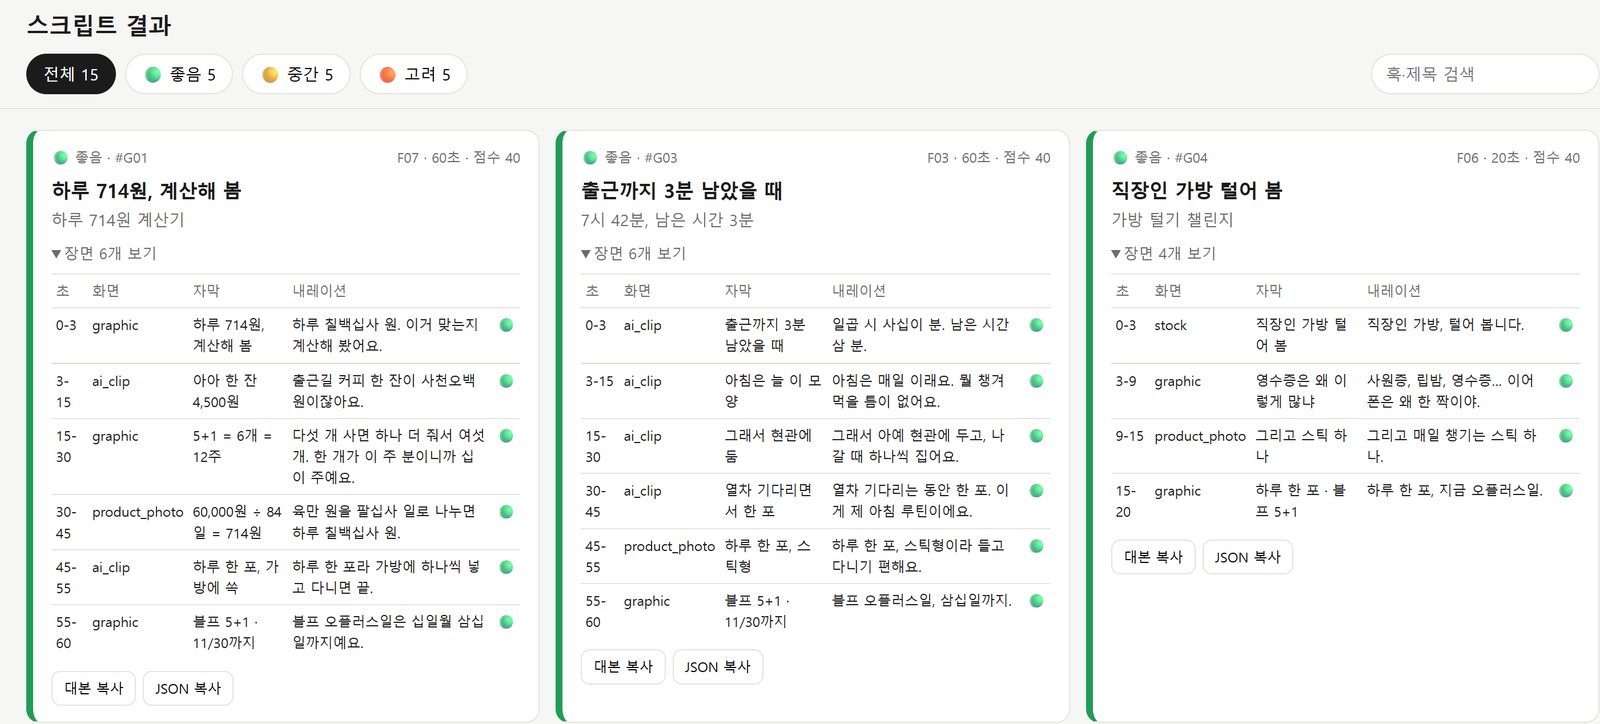 스크립트 결과
전체 15
좋음 5
중간 5
고려 5
훅·제목 검색
좋음 · #G01
F07 · 60초 · 점수 40
하루 714원, 계산해 봄
하루 714원 계산기
▼장면 6개 보기
초 화면 자막 내레이션
0-3 graphic 하루 714원, 하루 칠백십사 원. 이거 맞는지
계산해 봄 계산해 봤어요.
3- ai_clip 아아 한 잔 출근길 커피 한 잔이 사천오백
15 4,500원 원이잖아요.
15- graphic 5+1 = 6개 = 다섯 개 사면 하나 더 줘서 여섯
30 12주 개. 한 개가 이 주 분이니까 십
이 주예요.
30- product_photo 60,000원 ÷ 84 육만 원을 팔십사 일로 나누면
45 일 = 714원 하루 칠백십사 원.
45- ai_clip 하루 한 포, 가 하루 한 포라 가방에 하나씩 넣
55 방에 쏙 고 다니면 끝.
55- graphic 블프 5+1 · 블프 오플러스일은 십일월 삼십
60 11/30까지 일까지예요.
대본 복사
JSON 복사
좋음 · #G03
F03 · 60초 · 점수 40
출근까지 3분 남았을 때
7시 42분, 남은 시간 3분
▼장면 6개 보기
초 화면 자막 내레이션
0-3 ai_clip 출근까지 3분 일곱 시 사십이 분. 남은 시간
남았을 때 삼 분.
3-15 ai_clip 아침은 늘 이 모 아침은 매일 이래요. 뭘 챙겨
양 먹을 틈이 없어요.
15- ai_clip 그래서 현관에 그래서 아예 현관에 두고, 나
30 둠 갈 때 하나씩 집어요.
30- ai_clip 열차 기다리면 열차 기다리는 동안 한 포. 이
45 서 한 포 게 제 아침 루틴이에요.
45- product_photo 하루 한 포, 스 하루 한 포, 스틱형이라 들고
55 틱형 다니기 편해요.
55- graphic 블프 5+1 · 블프 오플러스일, 삼십일까지.
60 11/30까지
대본 복사
JSON 복사
좋음 · #G04
F06 · 20초 · 점수 40
직장인 가방 털어 봄
가방 털기 챌린지
▼장면 4개 보기
초 화면 자막 내레이션
0-3 stock 직장인 가방 털 직장인 가방, 털어 봅니다.
어 봄
3-9 graphic 영수증은 왜 이 사원증, 립밤, 영수증... 이어
렇게 많냐 폰은 왜 한 짝이야.
9-15 product_photo 그리고 스틱 하 그리고 매일 챙기는 스틱 하
나 나.
15- graphic 하루 한 포 · 블 하루 한 포, 지금 오플러스일.
20 프 5+1
대본 복사
JSON 복사